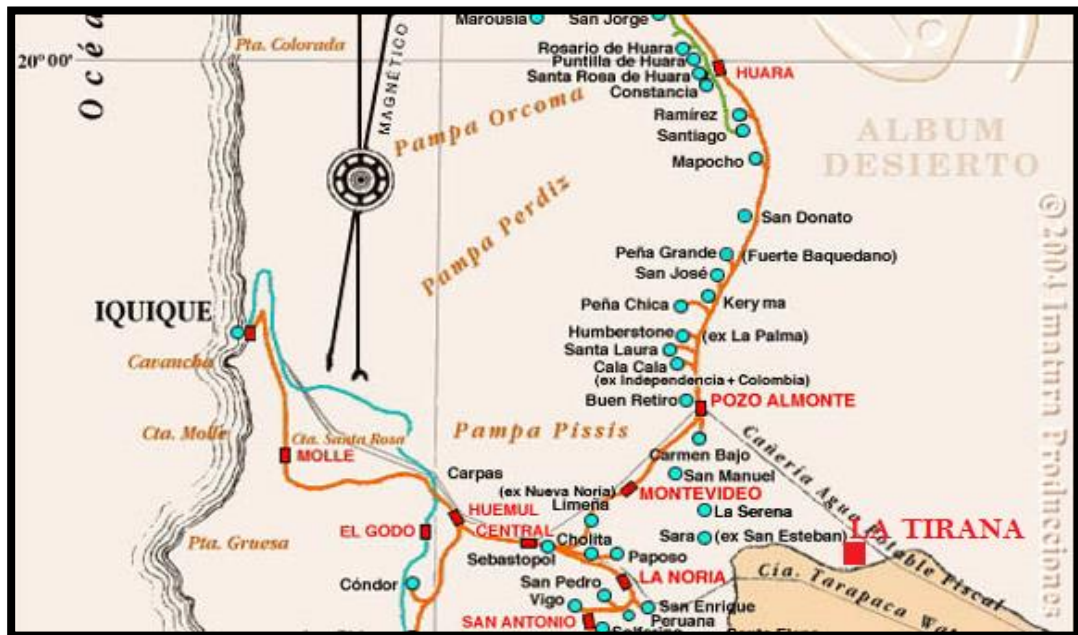 Marousia
San Jorge
Pta. Colorada
20º 00'
Océa
MAGNÉTICO
Rosario de Huara
Puntilla de Huara
Santa Rosa de Huara
HUARA
Constancia
Pampa Orcoma
Ramírez
Santiago
ALBUM
DESIERTO
Mapocho
Pampa Perdiz
San Donato
Peña Grande
(Fuerte Baquedano)
San José
Peña Chica
Keryma
IQUIQUE
Humberstone
(ex La Palma)
Santa Laura
Cavancha
Cala Cala
(ex Independencia + Colombia)
Buen Retiro
POZO ALMONTE
Cta. Molle
Cta. Santa Rosa
MOLLE
Pampa Pissis
Carmen Bajo
Cañería Agua Potable Fiscal
Carpas
San Manuel
(ex Nueva Noria)
MONTEVIDEO
HUEMUL
Limeña
La Serena
EL GODO
CENTRAL
Cholita
Sara
(ex San Esteban)
LA TIRANA
Pta. Gruesa
Sebastopol
Paposo
LA NORIA
Cía. Tarapaca Wat
Cóndor
San Pedro
Vigo
San Enrique
SAN ANTONIO
Peruana
©2004 Imatura Producciones